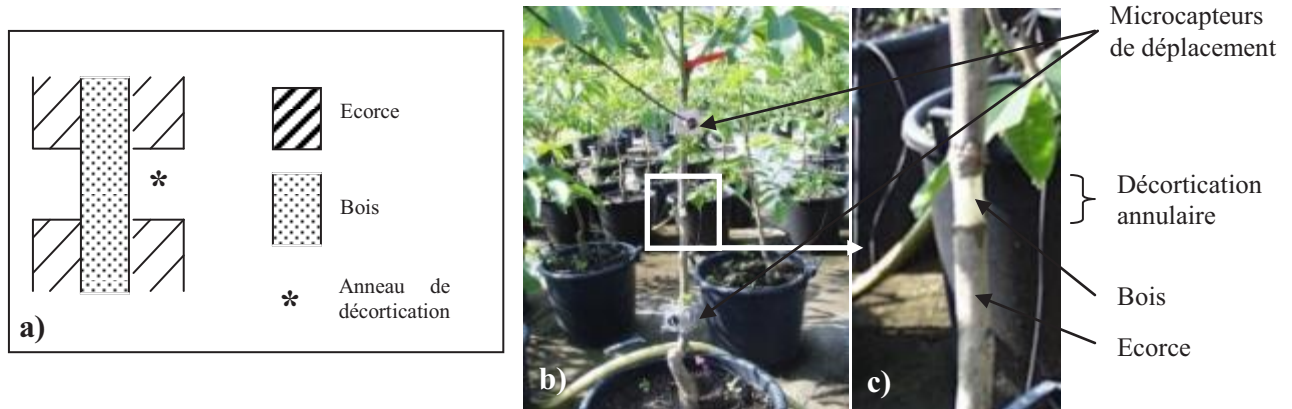 Ecorce
Bois
*
*
Anneau de
décortication
a)
b)
c)
Microcapteurs
de déplacement
Décortication
annulaire
Bois
Ecorce